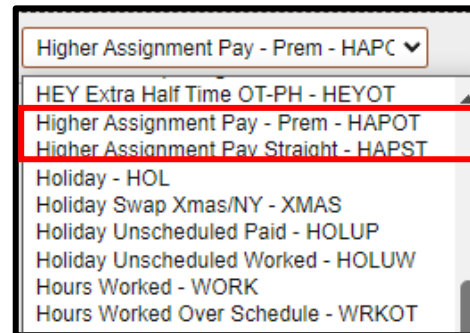 Higher Assignment Pay - Prem - HAPC
HEY Extra Half Time OT-PH - HEYOT
Higher Assignment Pay - Prem - HAPOT
Higher Assignment Pay Straight - HAPST
Holiday - HOL
Holiday Swap Xmas/NY - XMAS
Holiday Unscheduled Paid - HOLUP
Holiday Unscheduled Worked - HOLUW
Hours Worked - WORK
Hours Worked Over Schedule - WRKOT